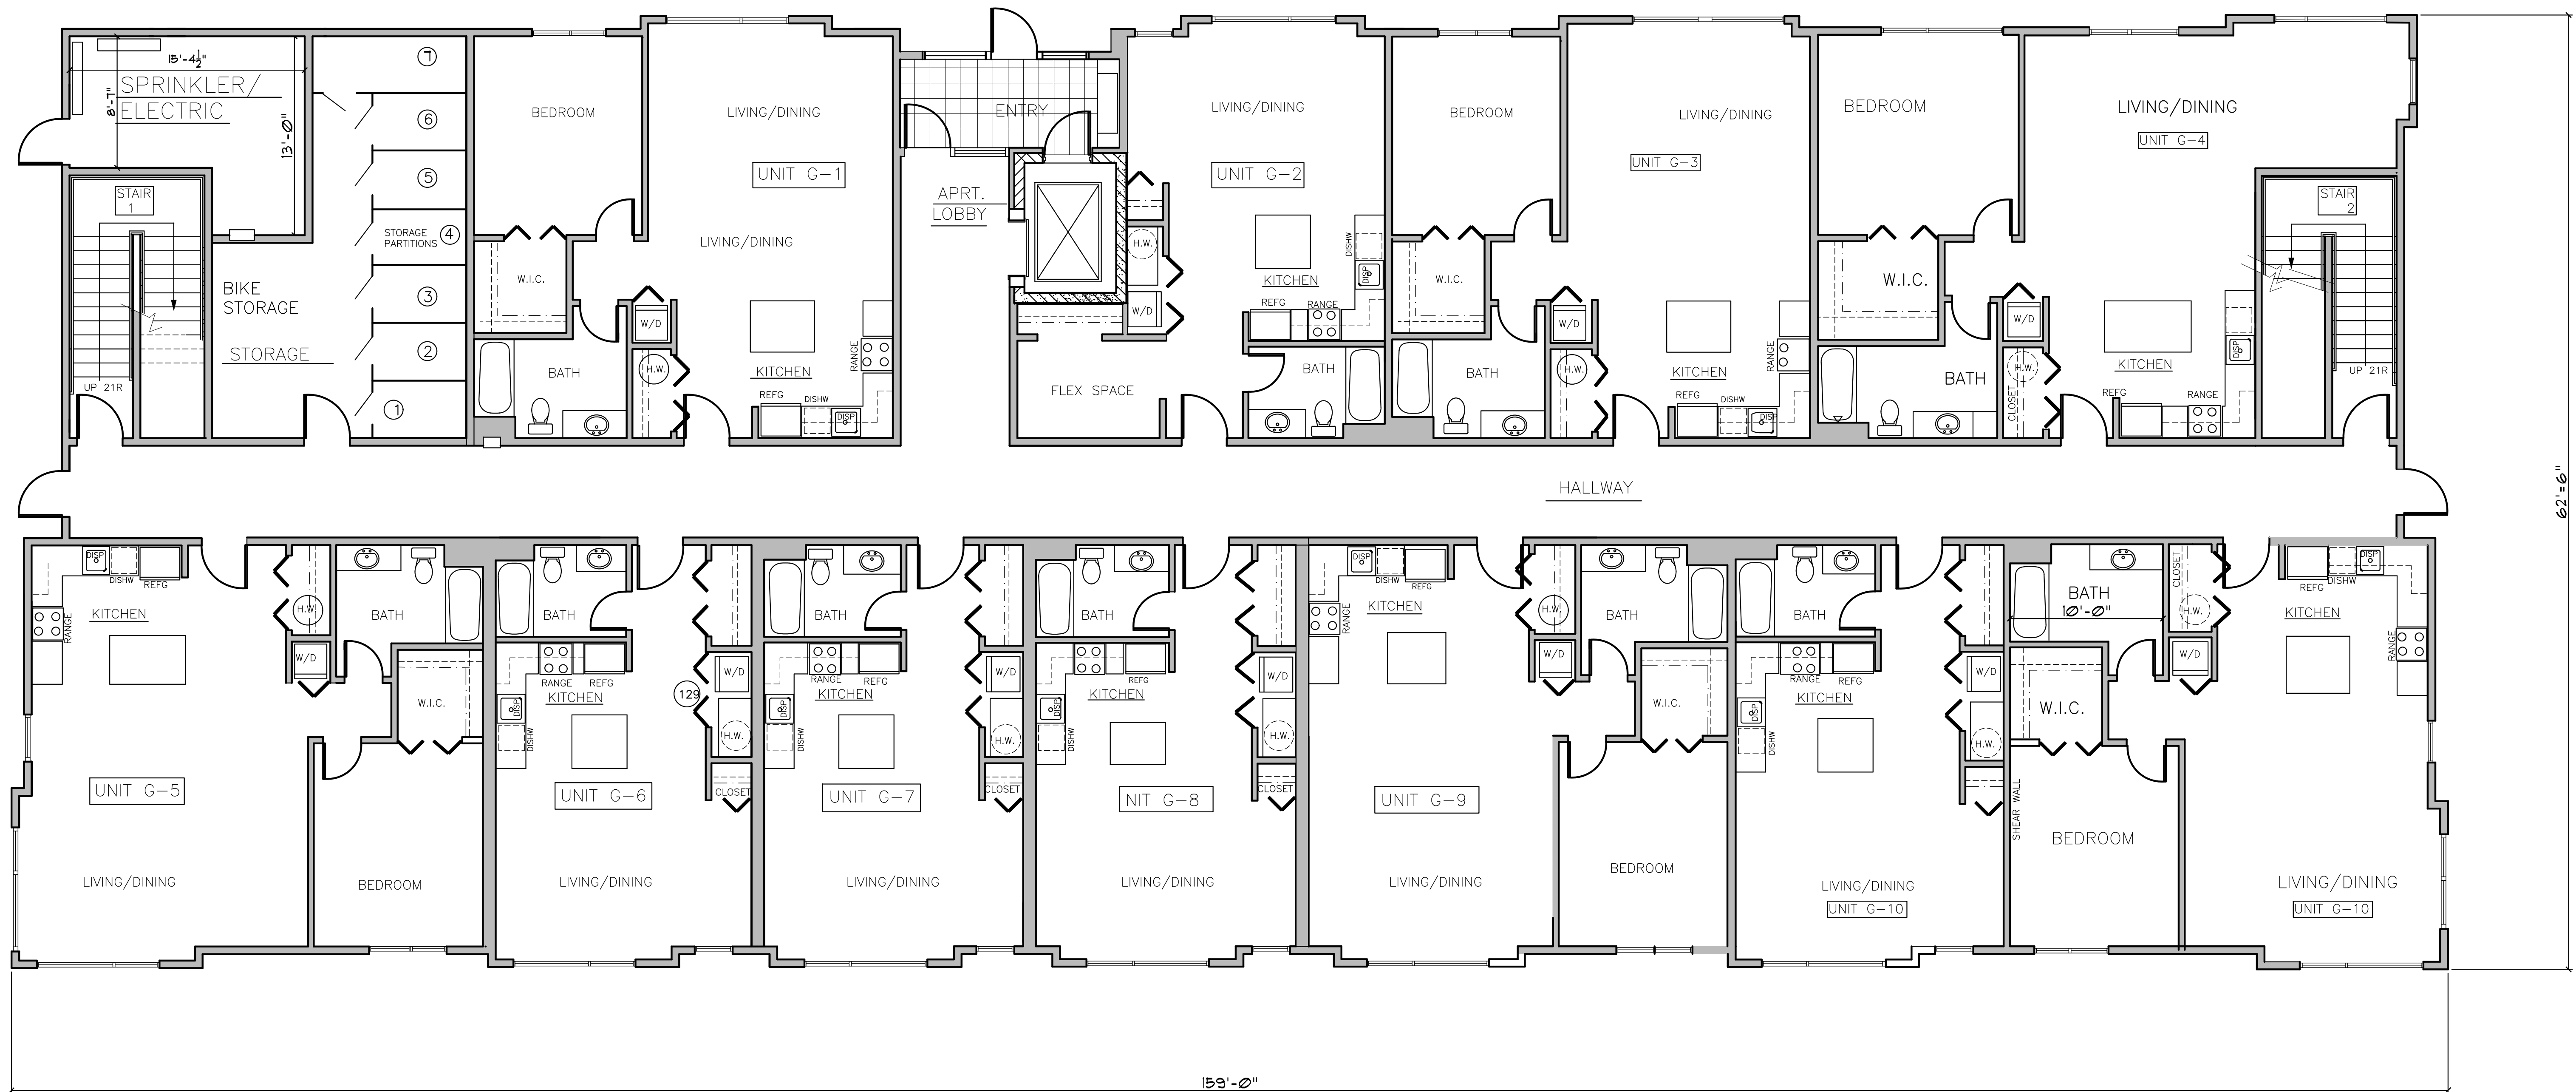 15'-4½"
SPRINKLER/
ELECTRIC
8'-7"
13'-0"
STAIR
1
UP 21R
BIKE
STORAGE
STORAGE
7
6
5
STORAGE
PARTITIONS
4
3
2
1
BEDROOM
W.I.C.
BATH
LIVING/DINING
UNIT G-1
LIVING/DINING
W/D
H.W.
KITCHEN
REFG
DISHW
DISP
RANGE
ENTRY
APRT.
LOBBY
FLEX SPACE
LIVING/DINING
UNIT G-2
H.W.
W/D
KITCHEN
REFG
RANGE
DISHW
DISP
BATH
BEDROOM
W.I.C.
BATH
LIVING/DINING
UNIT G-3
W/D
H.W.
KITCHEN
REFG
DISHW
DISP
RANGE
BEDROOM
W.I.C.
BATH
LIVING/DINING
UNIT G-4
W/D
H.W.
CLOSET
KITCHEN
REFG
RANGE
DISP
STAIR
2
UP 21R
HALLWAY
62'=6"
DISP
DISHW
REFG
KITCHEN
RANGE
H.W.
W/D
BATH
W.I.C.
UNIT G-5
LIVING/DINING
BEDROOM
BATH
RANGE
REFG
KITCHEN
DISP
DISHW
129
W/D
H.W.
UNIT G-6
CLOSET
LIVING/DINING
BATH
RANGE
REFG
KITCHEN
DISP
DISHW
W/D
H.W.
UNIT G-7
CLOSET
LIVING/DINING
BATH
RANGE
REFG
KITCHEN
DISP
DISHW
W/D
H.W.
NIT G-8
CLOSET
LIVING/DINING
DISP
DISHW
REFG
KITCHEN
RANGE
H.W.
W/D
BATH
W.I.C.
UNIT G-9
LIVING/DINING
BEDROOM
BATH
RANGE
REFG
KITCHEN
DISP
DISHW
W/D
H.W.
LIVING/DINING
UNIT G-10
BATH
10'-0"
CLOSET
H.W.
W/D
W.I.C.
SHEAR WALL
BEDROOM
REFG
DISHW
DISP
KITCHEN
RANGE
LIVING/DINING
UNIT G-10
159'-0"